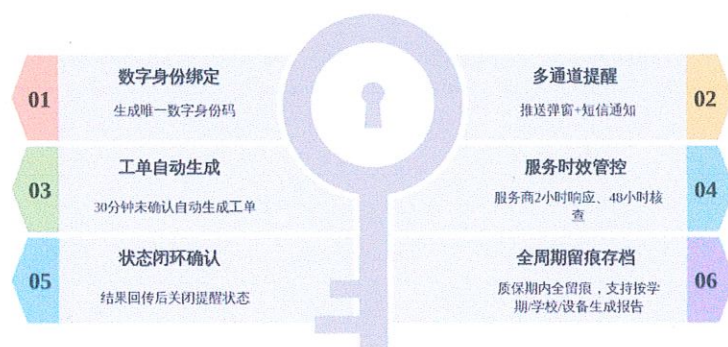 01
数字身份绑定
生成唯一数字身份码
02
多通道提醒
推送弹窗+短信通知
03
工单自动生成
30分钟未确认自动生成工单
04
服务时效管控
服务商2小时响应、48小时核
查
05
状态闭环确认
结果回传后关闭提醒状态
06
全周期留痕存档
质保期内全留痕，支持按学
期/学校/设备生成报告